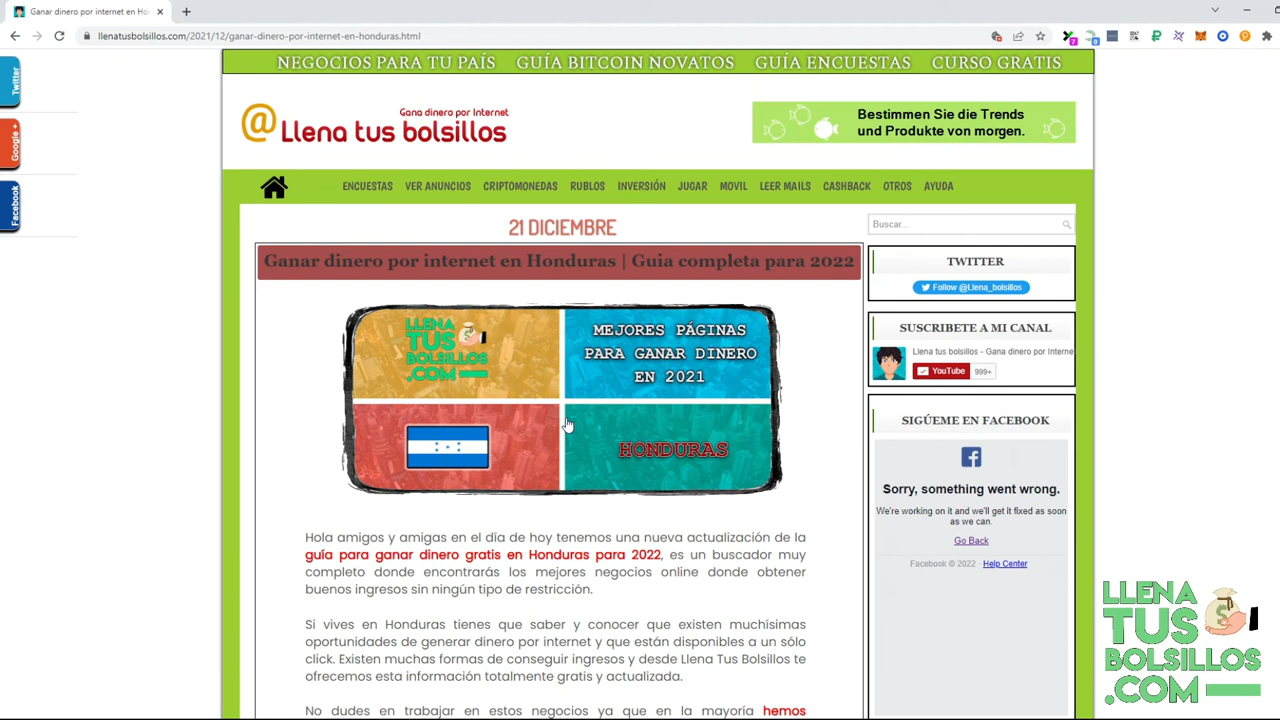 Ganar dinero por internet en Ho
llenatusbolsillos.com/2021/12/ganar-dinero-por-internet-en-honduras.html
Twitter
Google +
Facebook
NEGOCIOS PARA TU PAÍS GUÍA BITCOIN NOVATOS GUÍA ENCUESTAS CURSO GRATIS
Gana dinero por Internet
@Llena tus bolsillos
Bestimmen Sie die Trends
und Produkte von morgen.
ENCUESTAS VER ANUNCIOS CRIPTOMONEDAS RUBLOS INVERSIÓN JUGAR MOVIL LEER MAILS CASHBACK OTROS AYUDA
21 DICIEMBRE
Ganar dinero por internet en Honduras | Guia completa para 2022
LLENA
TUS
BOLSILLOS
.COM
MEJORES PÁGINAS
PARA GANAR DINERO
EN 2021
HONDURAS
Hola amigos y amigas en el día de hoy tenemos una nueva actualización de la
guía para ganar dinero gratis en Honduras para 2022, es un buscador muy
completo donde encontrarás los mejores negocios online donde obtener
buenos ingresos sin ningún tipo de restricción.
Si vives en Honduras tienes que saber y conocer que existen muchísimas
oportunidades de generar dinero por internet y que están disponibles a un sólo
click. Existen muchas formas de conseguir ingresos y desde Llena Tus Bolsillos te
ofrecemos esta información totalmente gratis y actualizada.
No dudes en trabajar en estos negocios ya que en la mayoría hemos
Buscar...
TWITTER
Follow @Llena_bolsillos
SUSCRIBETE A MI CANAL
Llena tus bolsillos - Gana dinero por Interne
YouTube 999+
SIGÚEME EN FACEBOOK
Sorry, something went wrong.
We're working on it and we'll get it fixed as soon
as we can.
Go Back
Facebook © 2022 · Help Center
LLENA
TUS
BOLSILLOS
.COM